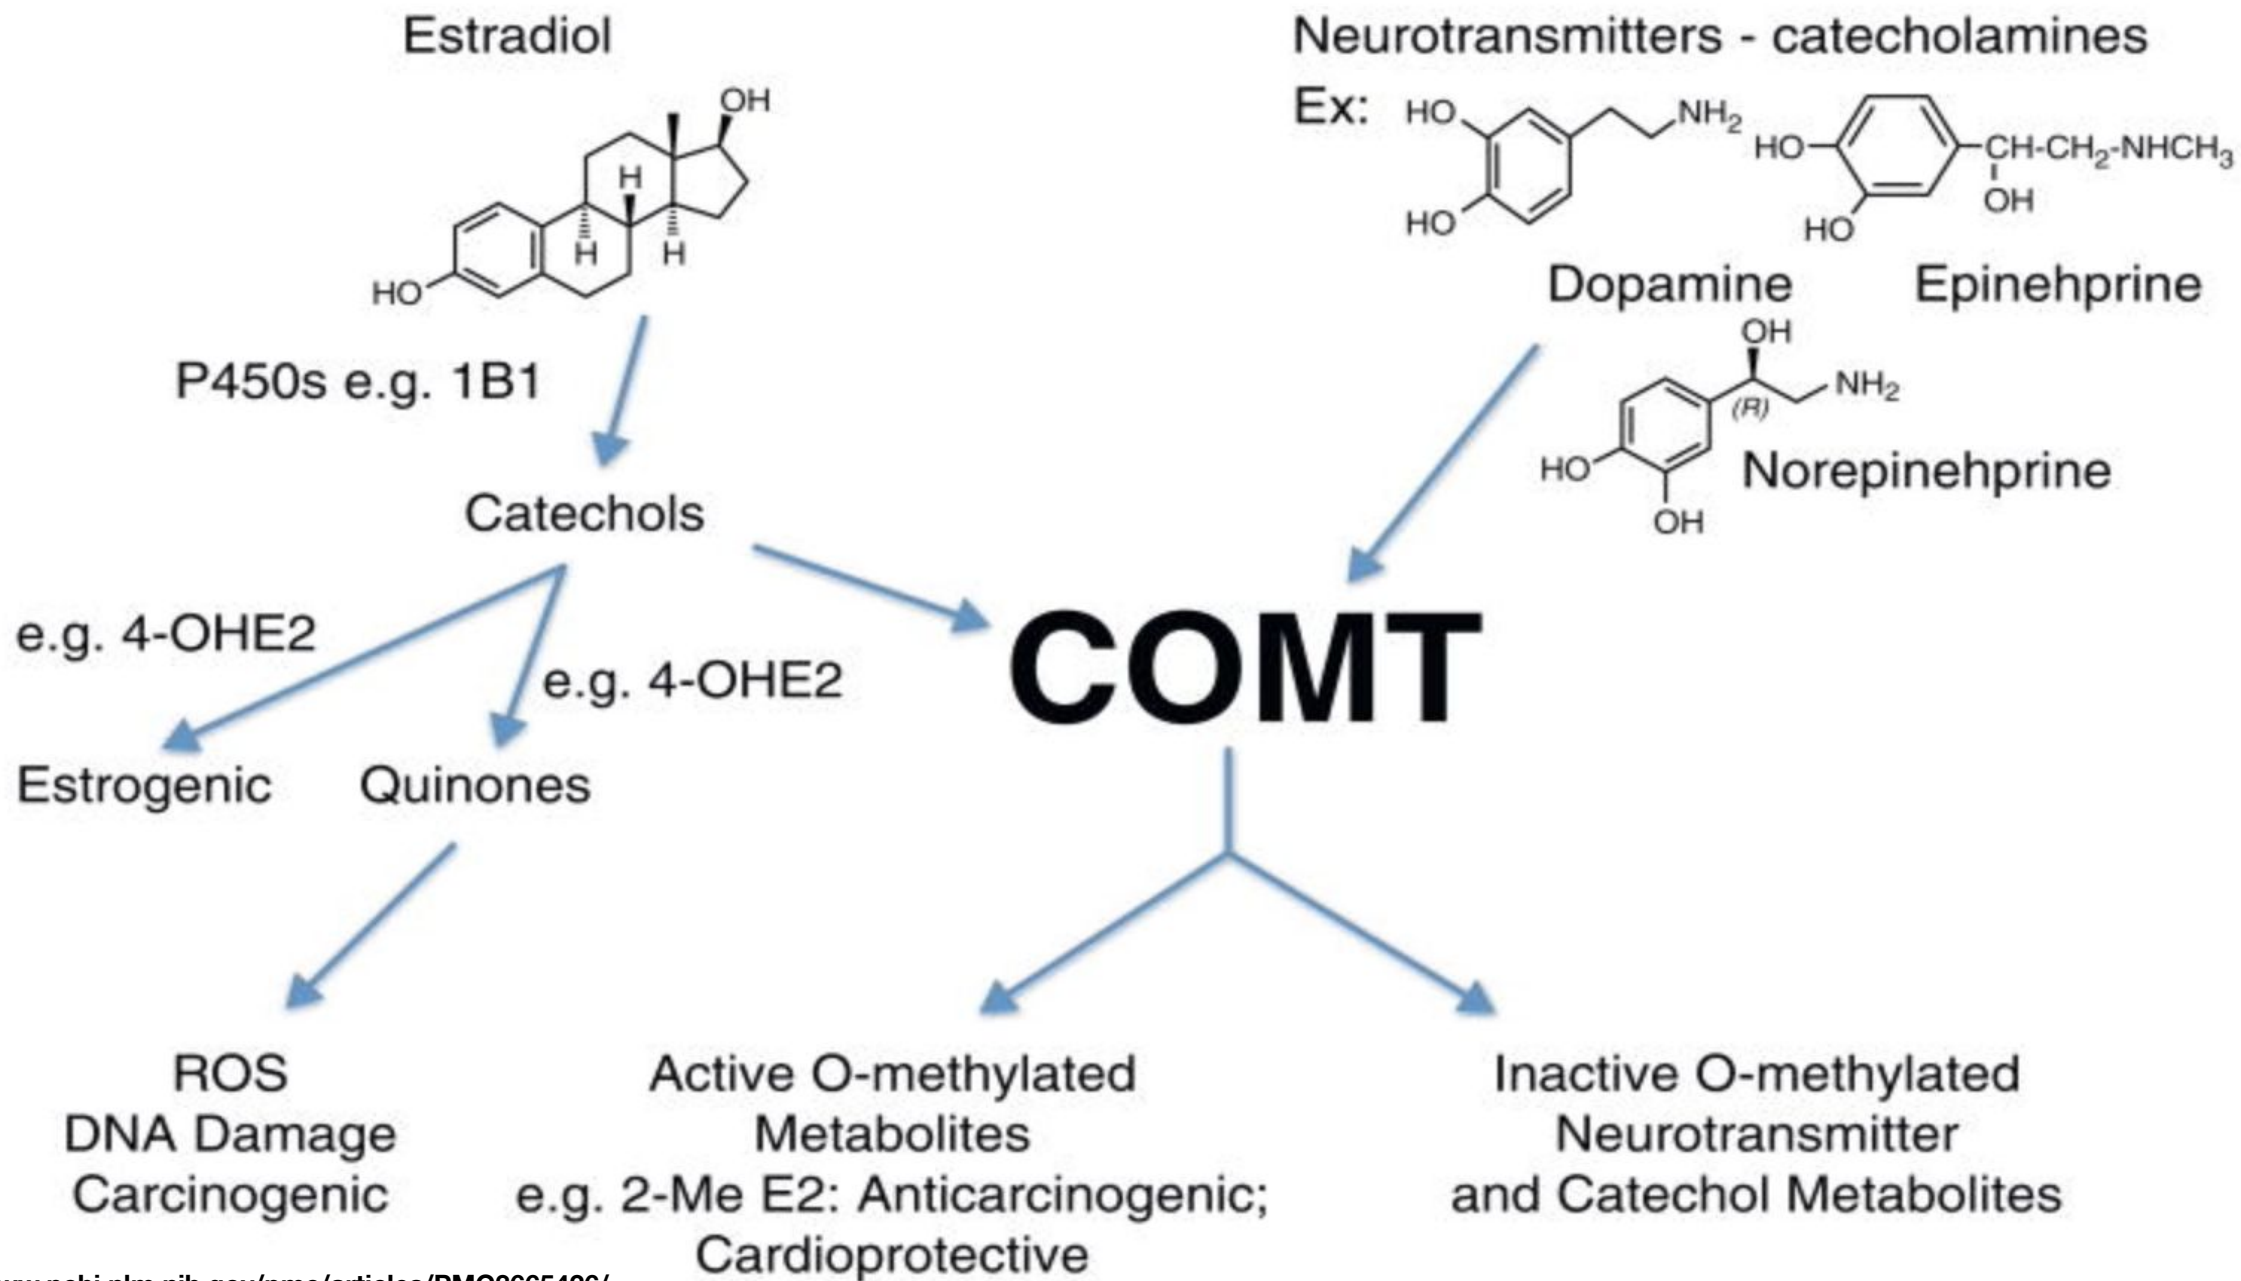 Estradiol
OH
H
H
H
HO
P450s e.g. 1B1
Catechols
e.g. 4-OHE2
e.g. 4-OHE2
Estrogenic
Quinones
ROS
DNA Damage
Carcinogenic
Neurotransmitters - catecholamines
Ex:
HO
NH2
HO
HO
CH-CH2-NHCH3
OH
HO
Dopamine
Epinehprine
OH
NH2
(R)
HO
OH
Norepinehprine
COMT
Active O-methylated
Metabolites
e.g. 2-Me E2: Anticarcinogenic;
Cardioprotective
Inactive O-methylated
Neurotransmitter
and Catechol Metabolites